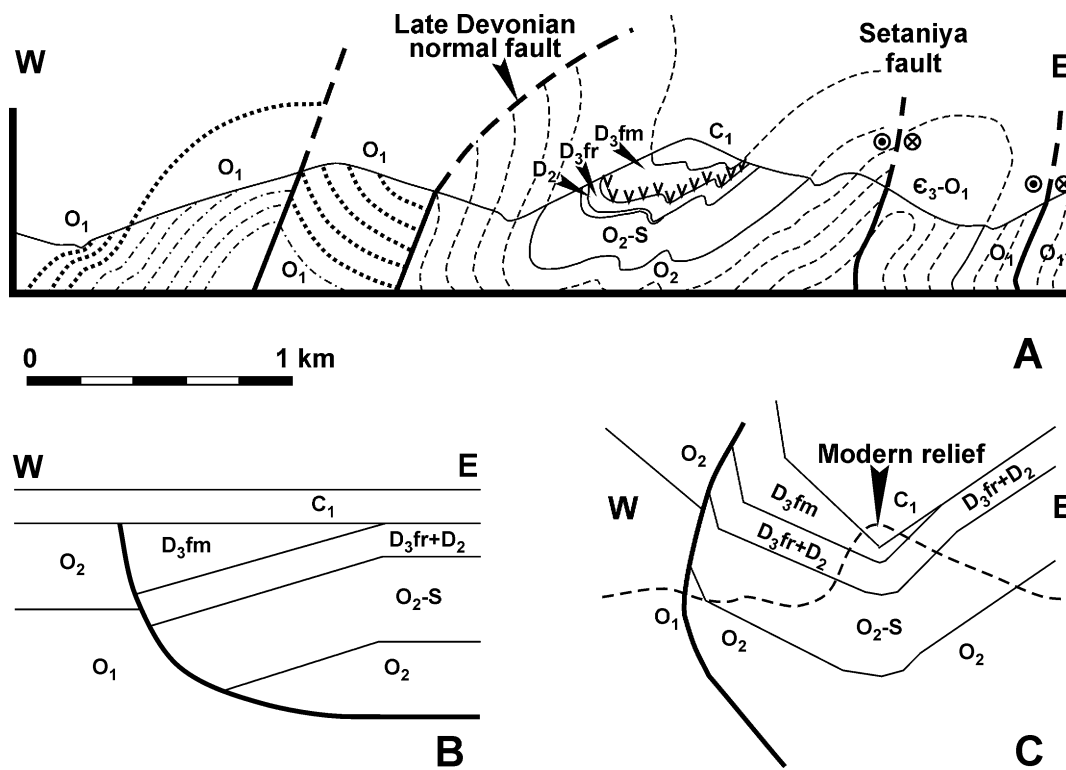 Late Devonian
normal fault
Setaniya
fault
W
E
O₁
O₁
O₁
O₁
D₂
D₃fr
D₃fm
C₁
O₂-S
O₂
Є₃-O₁
O₁
O₁
A
0 1 km
W E
C₁
O₂
D₃fm
D₃fr+D₂
O₂-S
O₁
O₂
B
W
E
O₂
Modern relief
C₁
D₃fm
D₃fr+D₂
D₃fr+D₂
O₁
O₂
O₂-S
O₂
C